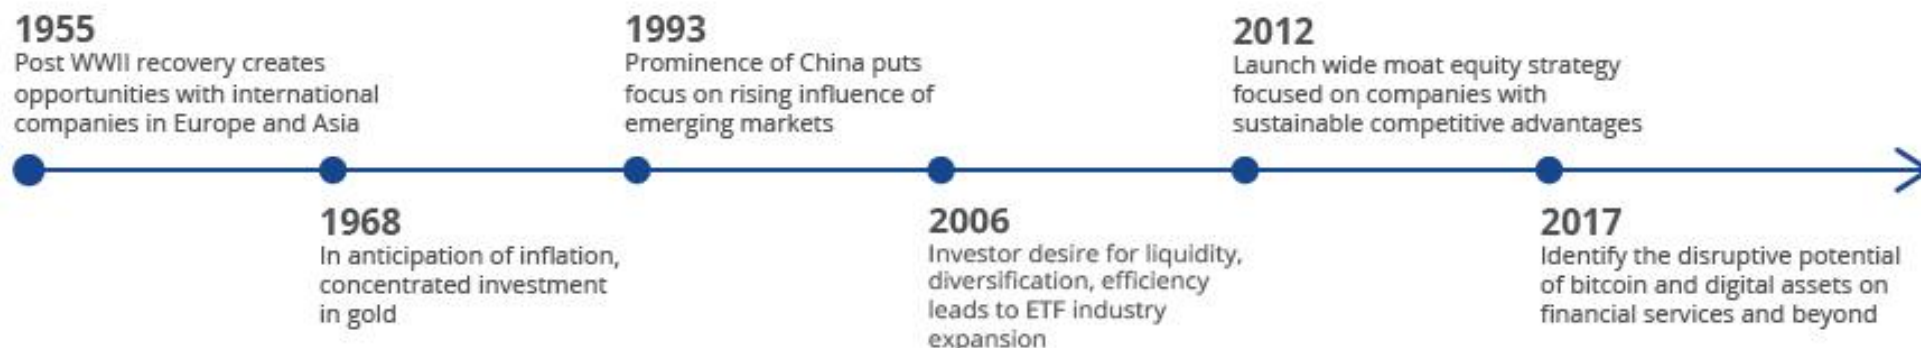 1955
Post WWII recovery creates
opportunities with international
companies in Europe and Asia
1968
In anticipation of inflation,
concentrated investment
in gold
1993
Prominence of China puts
focus on rising influence of
emerging markets
2006
Investor desire for liquidity,
diversification, efficiency
leads to ETF industry
expansion
2012
Launch wide moat equity strategy
focused on companies with
sustainable competitive advantages
2017
Identify the disruptive potential
of bitcoin and digital assets on
financial services and beyond